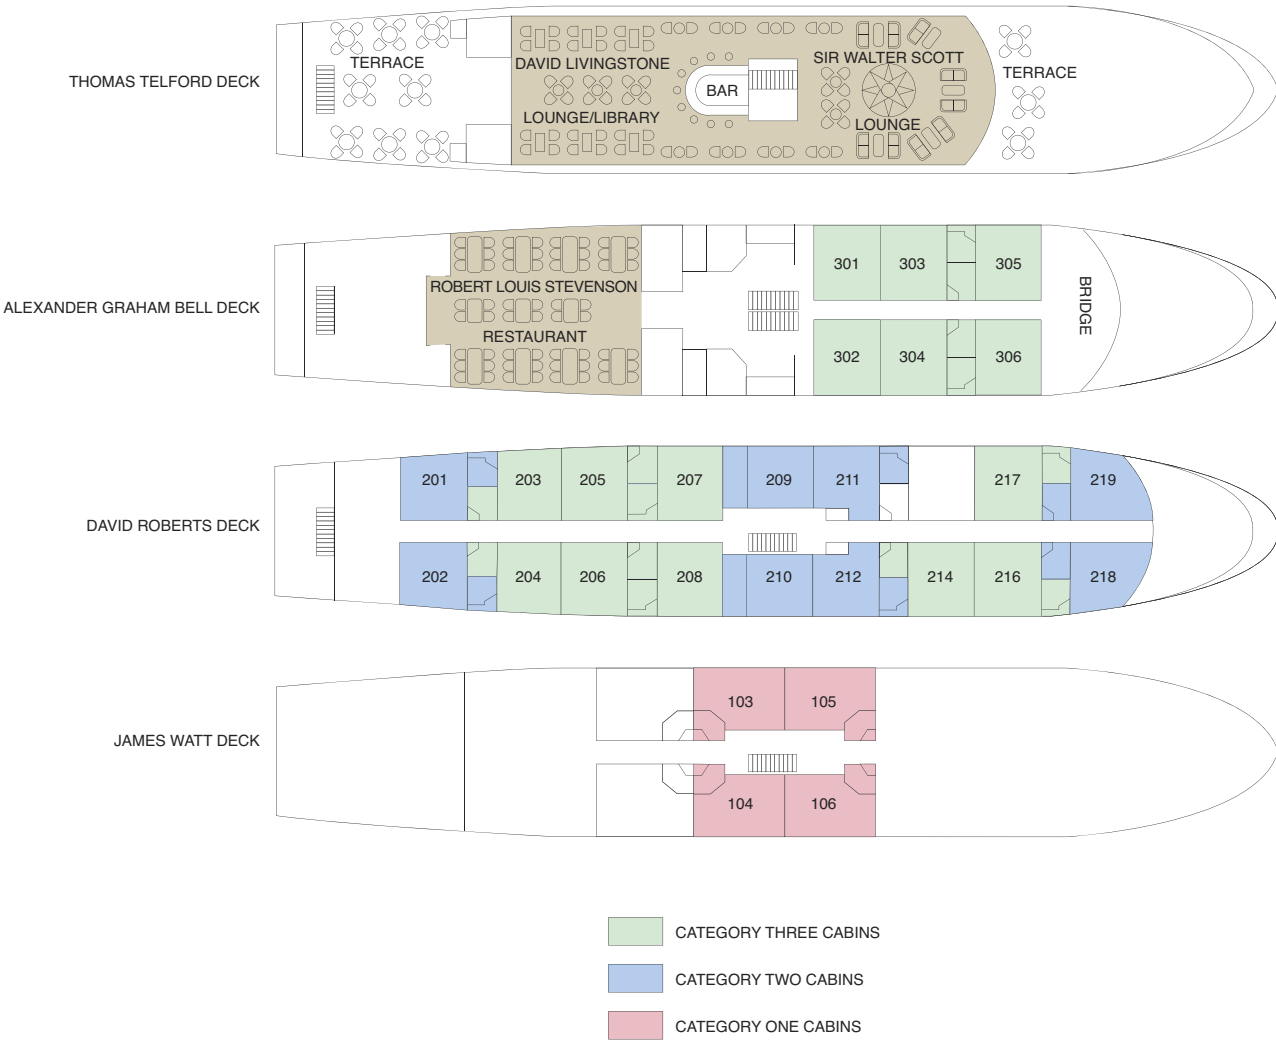 THOMAS TELFORD DECK
TERRACE
DAVID LIVINGSTONE
LOUNGE/LIBRARY
BAR
SIR WALTER SCOTT
LOUNGE
TERRACE
ALEXANDER GRAHAM BELL DECK
ROBERT LOUIS STEVENSON
RESTAURANT
301 303 305
302 304 306
BRIDGE
DAVID ROBERTS DECK
201 203 205 207 209 211 217 219
202 204 206 208 210 212 214 216 218
JAMES WATT DECK
103 105
104 106
CATEGORY THREE CABINS
CATEGORY TWO CABINS
CATEGORY ONE CABINS